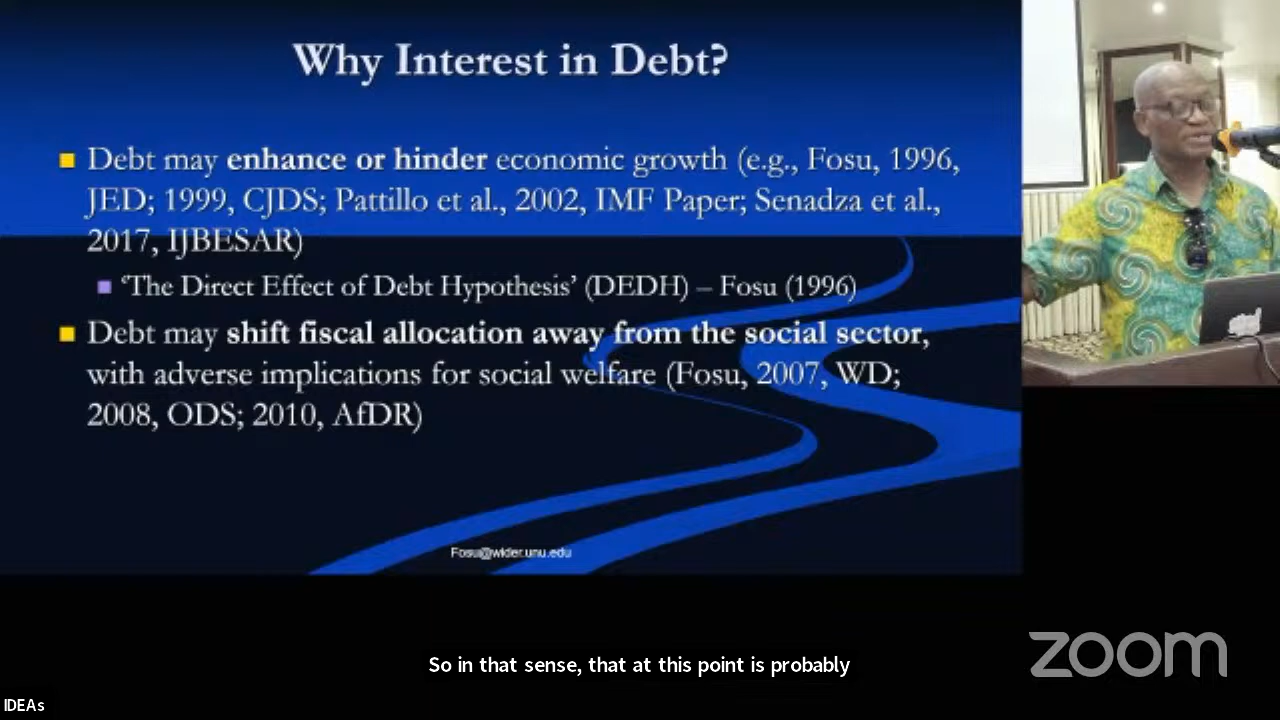 Why Interest in Debt?
Debt may enhance or hinder economic growth (e.g., Fosu, 1996,
JED; 1999, CJDS; Pattillo et al., 2002, IMF Paper; Senadza et al.,
2017, IJBESAR)
‘The Direct Effect of Debt Hypothesis’ (DEDH) – Fosu (1996)
Debt may shift fiscal allocation away from the social sector,
with adverse implications for social welfare (Fosu, 2007, WD;
2008, ODS; 2010, AfDR)
Fosu@wider.unu.edu
So in that sense, that at this point is probably
zoom
IDEAs